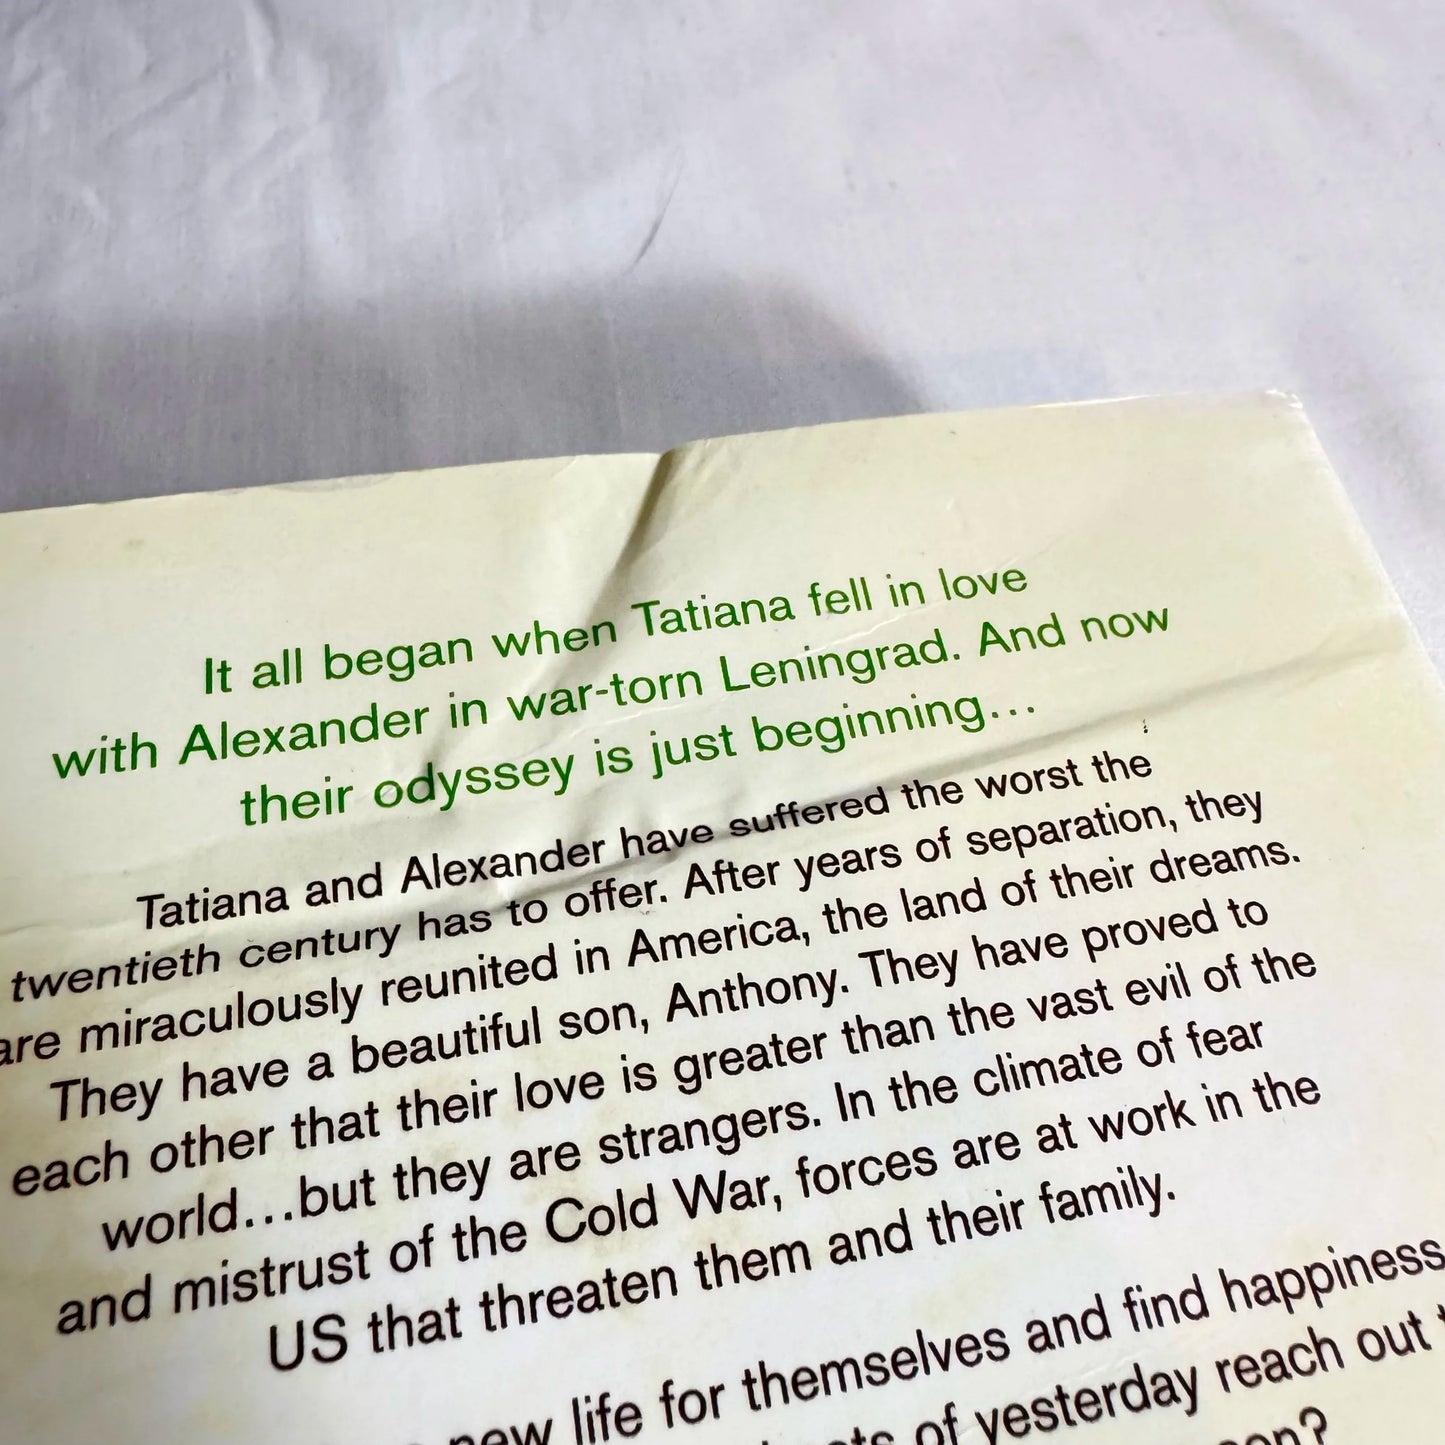 It all began when Tatiana fell in love
with Alexander in war-torn Leningrad. And now
their odyssey is just beginning...
Tatiana and Alexander have suffered the worst the
twentieth century has to offer. After years of separation, they
are miraculously reunited in America, the land of their dreams.
They have a beautiful son, Anthony. They have proved to
each other that their love is greater than the vast evil of the
world...but they are strangers. In the climate of fear
and mistrust of the Cold War, forces are at work in the
US that threaten them and their family.
new life for themselves and find happiness
of yesterday reach out